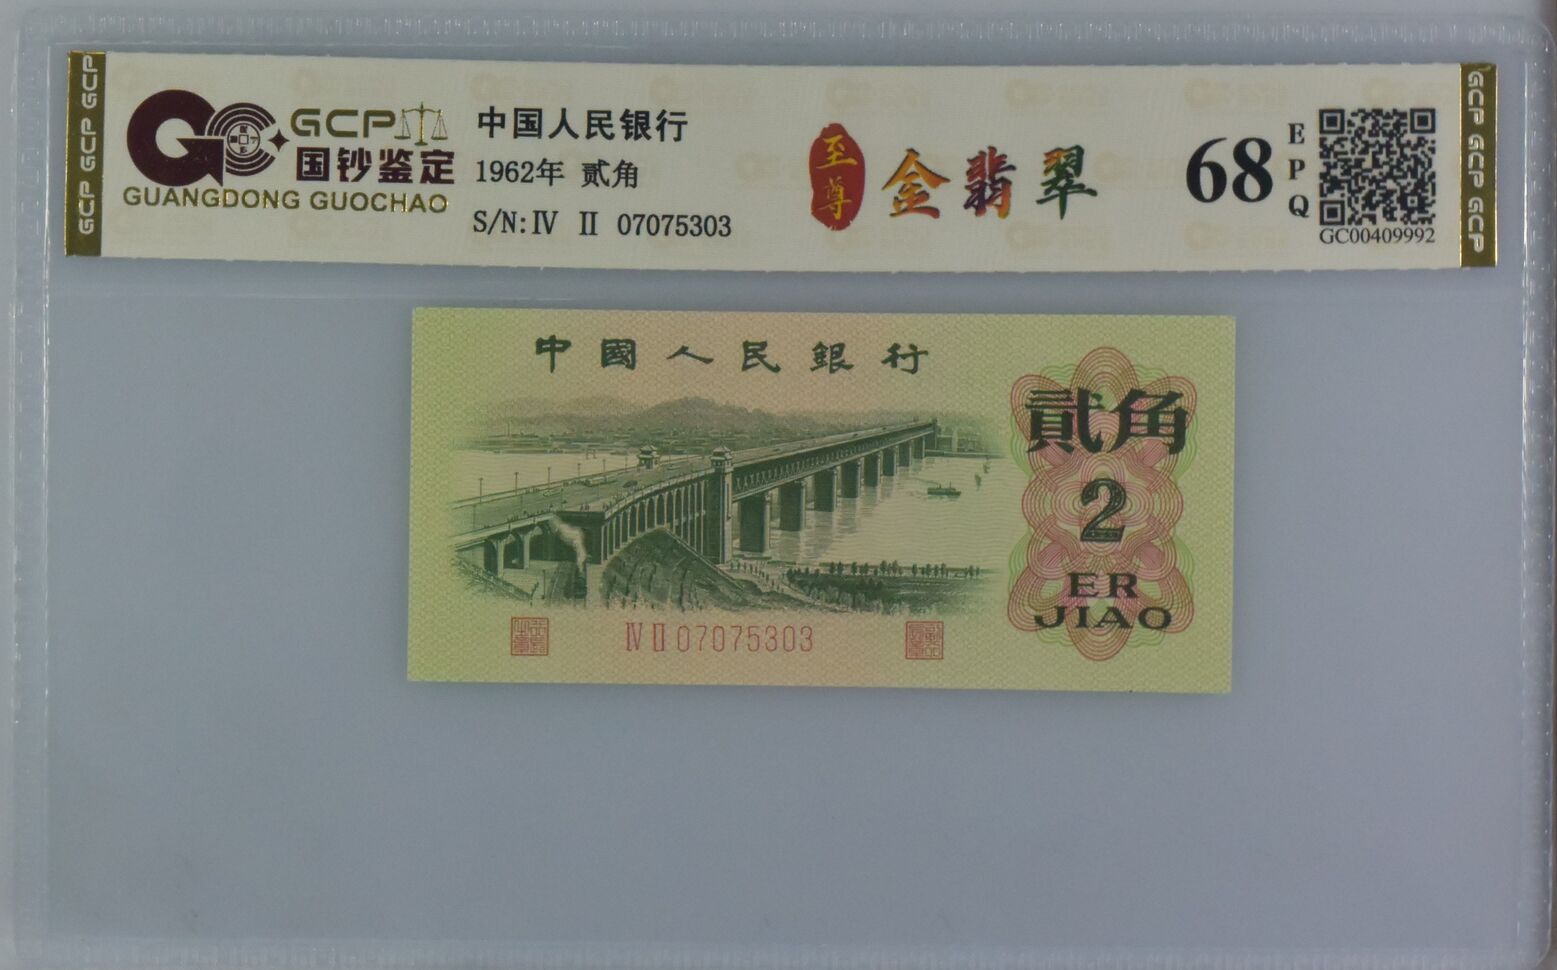 GCP GCP GCP
GCP
国钞鉴定
GUANGDONG GUOCHAO
中国人民银行
1962年 贰角
S/N:Ⅳ Ⅱ 07075303
至尊
金翡翠
68
EPQ
GC00409992
GCP GCP GCP
中國人民銀行
貳角
2
ER
JIAO
Ⅳ Ⅱ 07075303